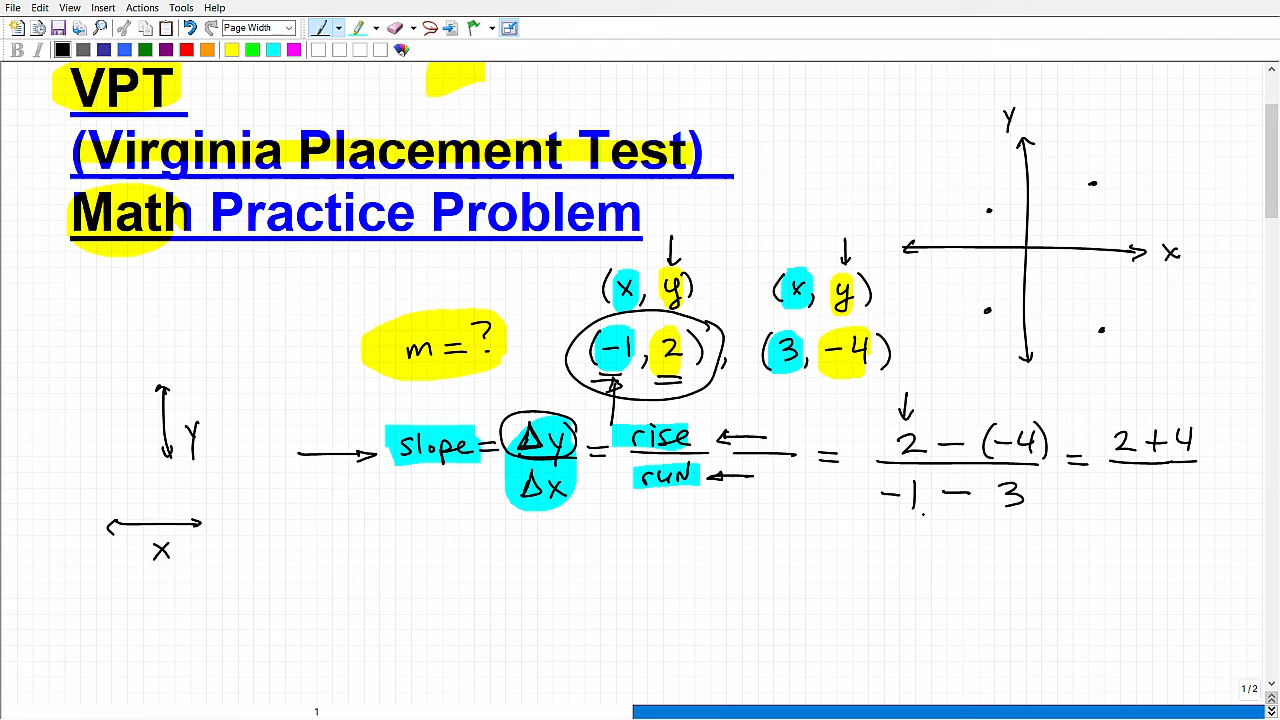 File Edit View Insert Actions Tools Help
Page Width
B I
VPT
(Virginia Placement Test)
Math Practice Problem
Y
X
(x, y) (x, y)
m = ? (-1, 2), (3, -4)
Y
X
slope = Δy/Δx = rise/run = 2 - (-4)/-1 - 3 = 2 + 4
1/2
1